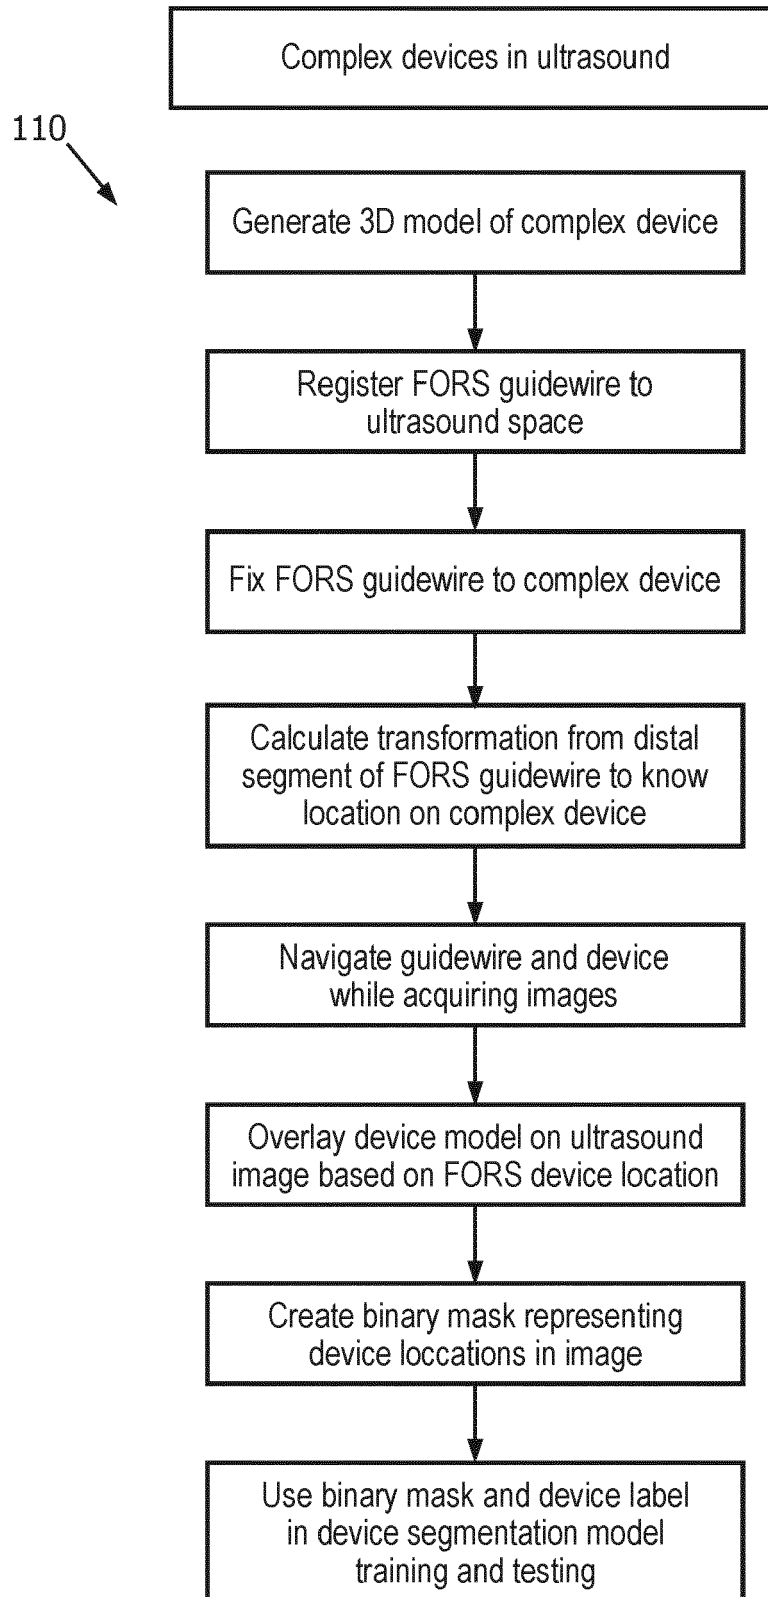 Complex devices in ultrasound
110
Generate 3D model of complex device
Register FORS guidewire to
ultrasound space
Fix FORS guidewire to complex device
Calculate transformation from distal
segment of FORS guidewire to know
location on complex device
Navigate guidewire and device
while acquiring images
Overlay device model on ultrasound
image based on FORS device location
Create binary mask representing
device loccations in image
Use binary mask and device label
in device segmentation model
training and testing